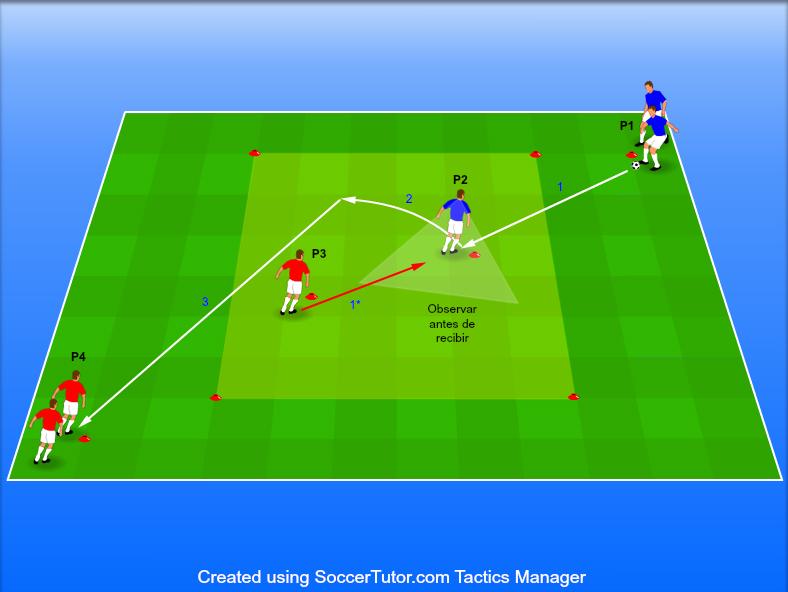 P1
P2
1
2
P3
3
1*
Observar
antes de
recibir
P4
Created using SoccerTutor.com Tactics Manager